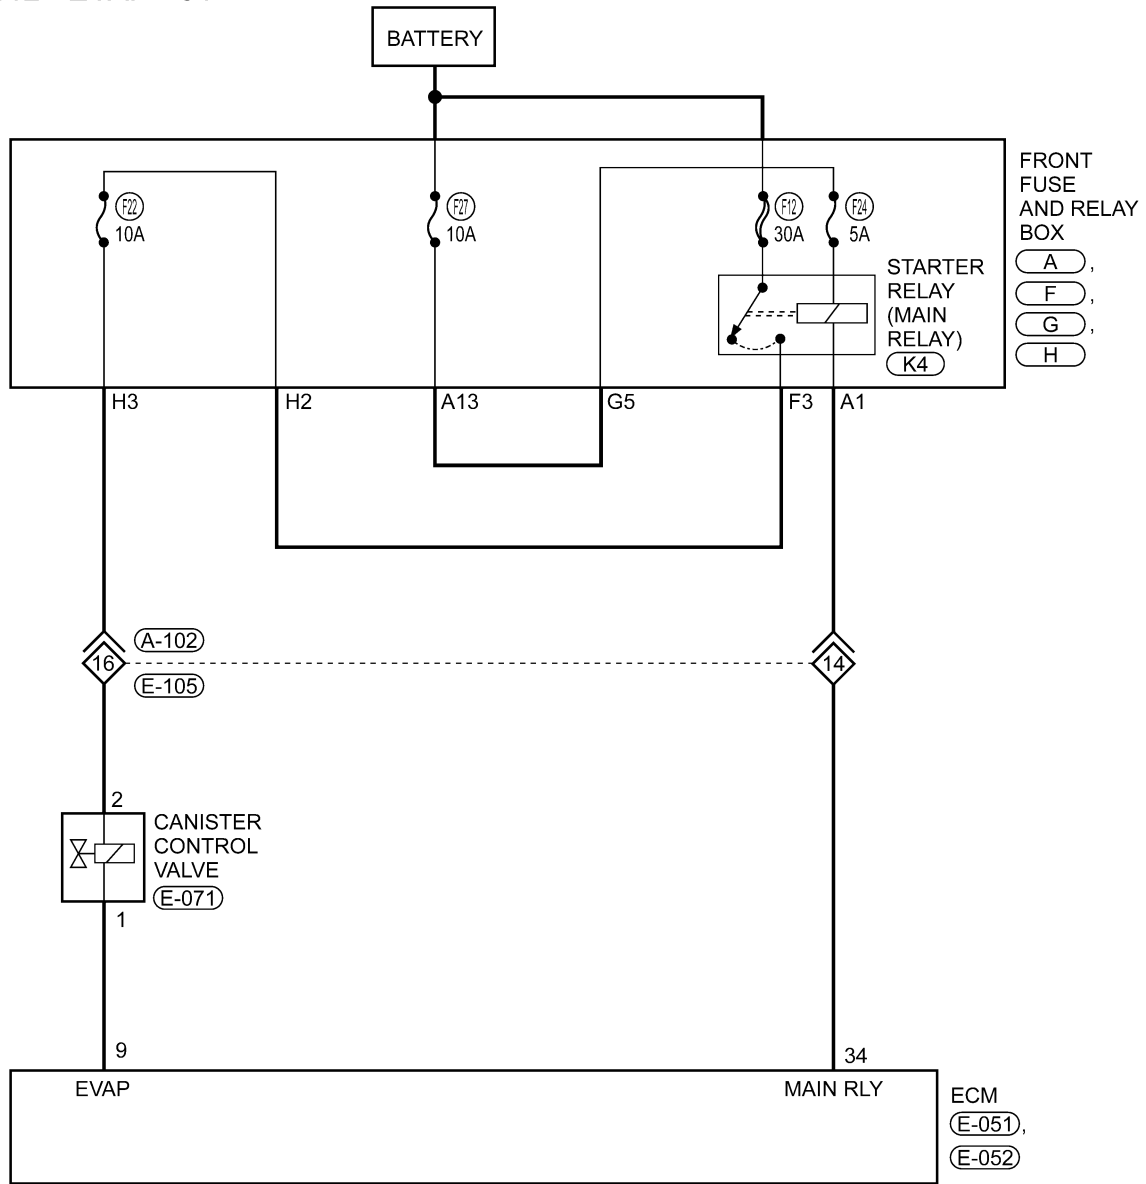 BATTERY
FRONT
FUSE
AND RELAY
BOX
A ,
F ,
G ,
H
F22
10A
F27
10A
F12
30A
F24
5A
STARTER
RELAY
(MAIN
RELAY)
K4
H3
H2
A13
G5
F3
A1
A-102
16
14
E-105
2
CANISTER
CONTROL
VALVE
E-071
1
9
34
EVAP
MAIN RLY
ECM
E-051,
E-052